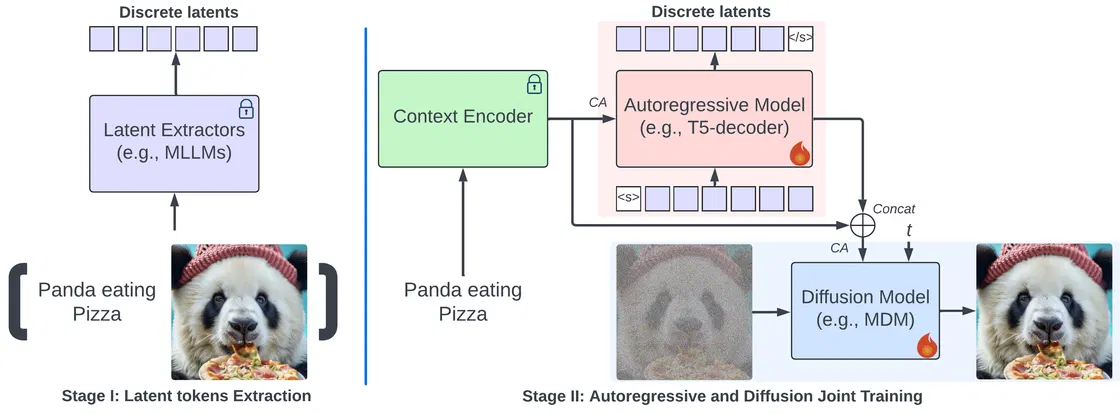 Discrete latents
Latent Extractors
(e.g., MLLMs)
Panda eating
Pizza
Stage I: Latent tokens Extraction
Discrete latents
</s>
Context Encoder
CA
Autoregressive Model
(e.g., T5-decoder)
<s>
Concat
CA
t
Panda eating
Pizza
Diffusion Model
(e.g., MDM)
Stage II: Autoregressive and Diffusion Joint Training